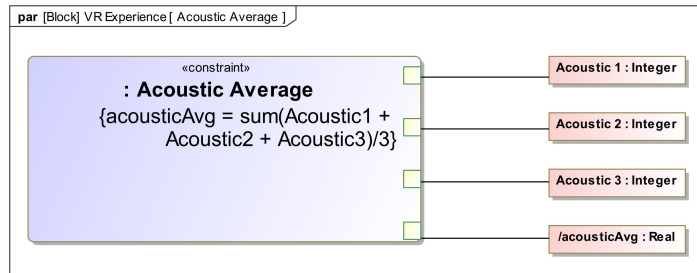 par [Block] VR Experience [ Acoustic Average ]
«constraint»
: Acoustic Average
{acousticAvg = sum(Acoustic1 +
Acoustic2 + Acoustic3)/3}
Acoustic 1 : Integer
Acoustic 2 : Integer
Acoustic 3 : Integer
/acousticAvg : Real